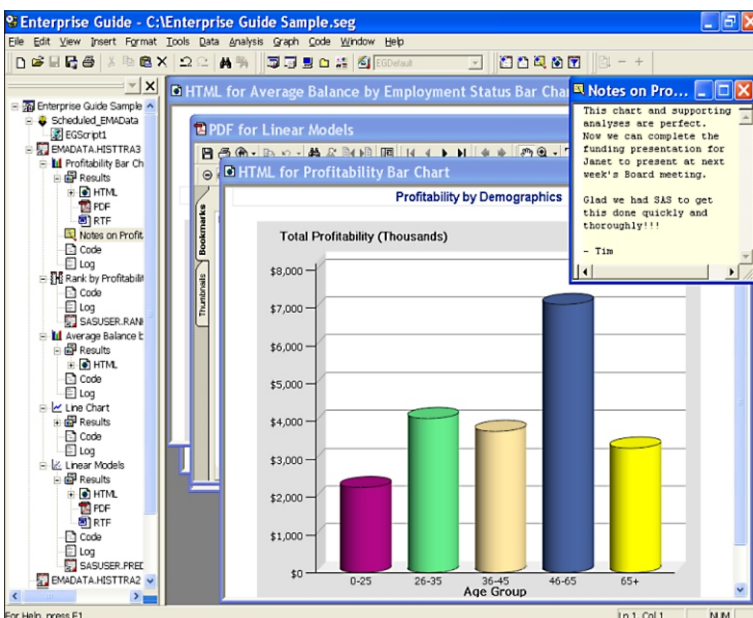 Enterprise Guide - C:\Enterprise Guide Sample.seg
File Edit View Insert Format Tools Data Analysis Graph Code Window Help
EGDefault
Enterprise Guide Sample
Scheduled_EMAData
EGScript1
EMADATA.HISTTRA3
Profitability Bar Ch
Results
HTML
PDF
RTF
Notes on Profit
Code
Log
Rank by Profitabilit
Code
Log
SASUSER.RAN
Average Balance b
Results
HTML
Code
Log
Line Chart
Results
Code
Log
Linear Models
Results
HTML
PDF
RTF
Code
Log
SASUSER.PRED
EMADATA.HISTTRA2
HTML for Average Balance by Employment Status Bar Cha
PDF for Linear Models
Bookmarks
Thumbnails
HTML for Profitability Bar Chart
Profitability by Demographics
Total Profitability (Thousands)
$8,000
$7,000
$6,000
$5,000
$4,000
$3,000
$2,000
$1,000
$0
0-25 26-35 36-45 46-65 65+
Age Group
Notes on Pro...
This chart and supporting
analyses are perfect.
Now we can complete the
funding presentation for
Janet to present at next
week's Board meeting.
Glad we had SAS to get
this done quickly and
thoroughly!!!
- Tim
For Help, press F1
Ln 1, Col 1
NUM